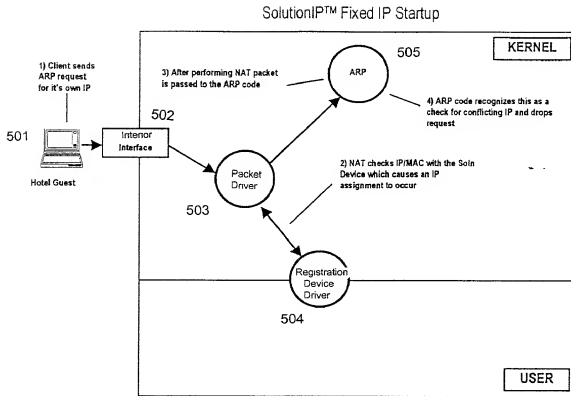 SolutionIP™ Fixed IP Startup
KERNEL
1) Client sends
ARP request
for it's own IP
501
Hotel Guest
502
Interior
Interface
3) After performing NAT packet
is passed to the ARP code
505
ARP
4) ARP code recognizes this as a
check for conflicting IP and drops
request
Packet
Driver
503
2) NAT checks IP/MAC with the Soln
Device which causes an IP
assignment to occur
Registration
Device
Driver
504
USER